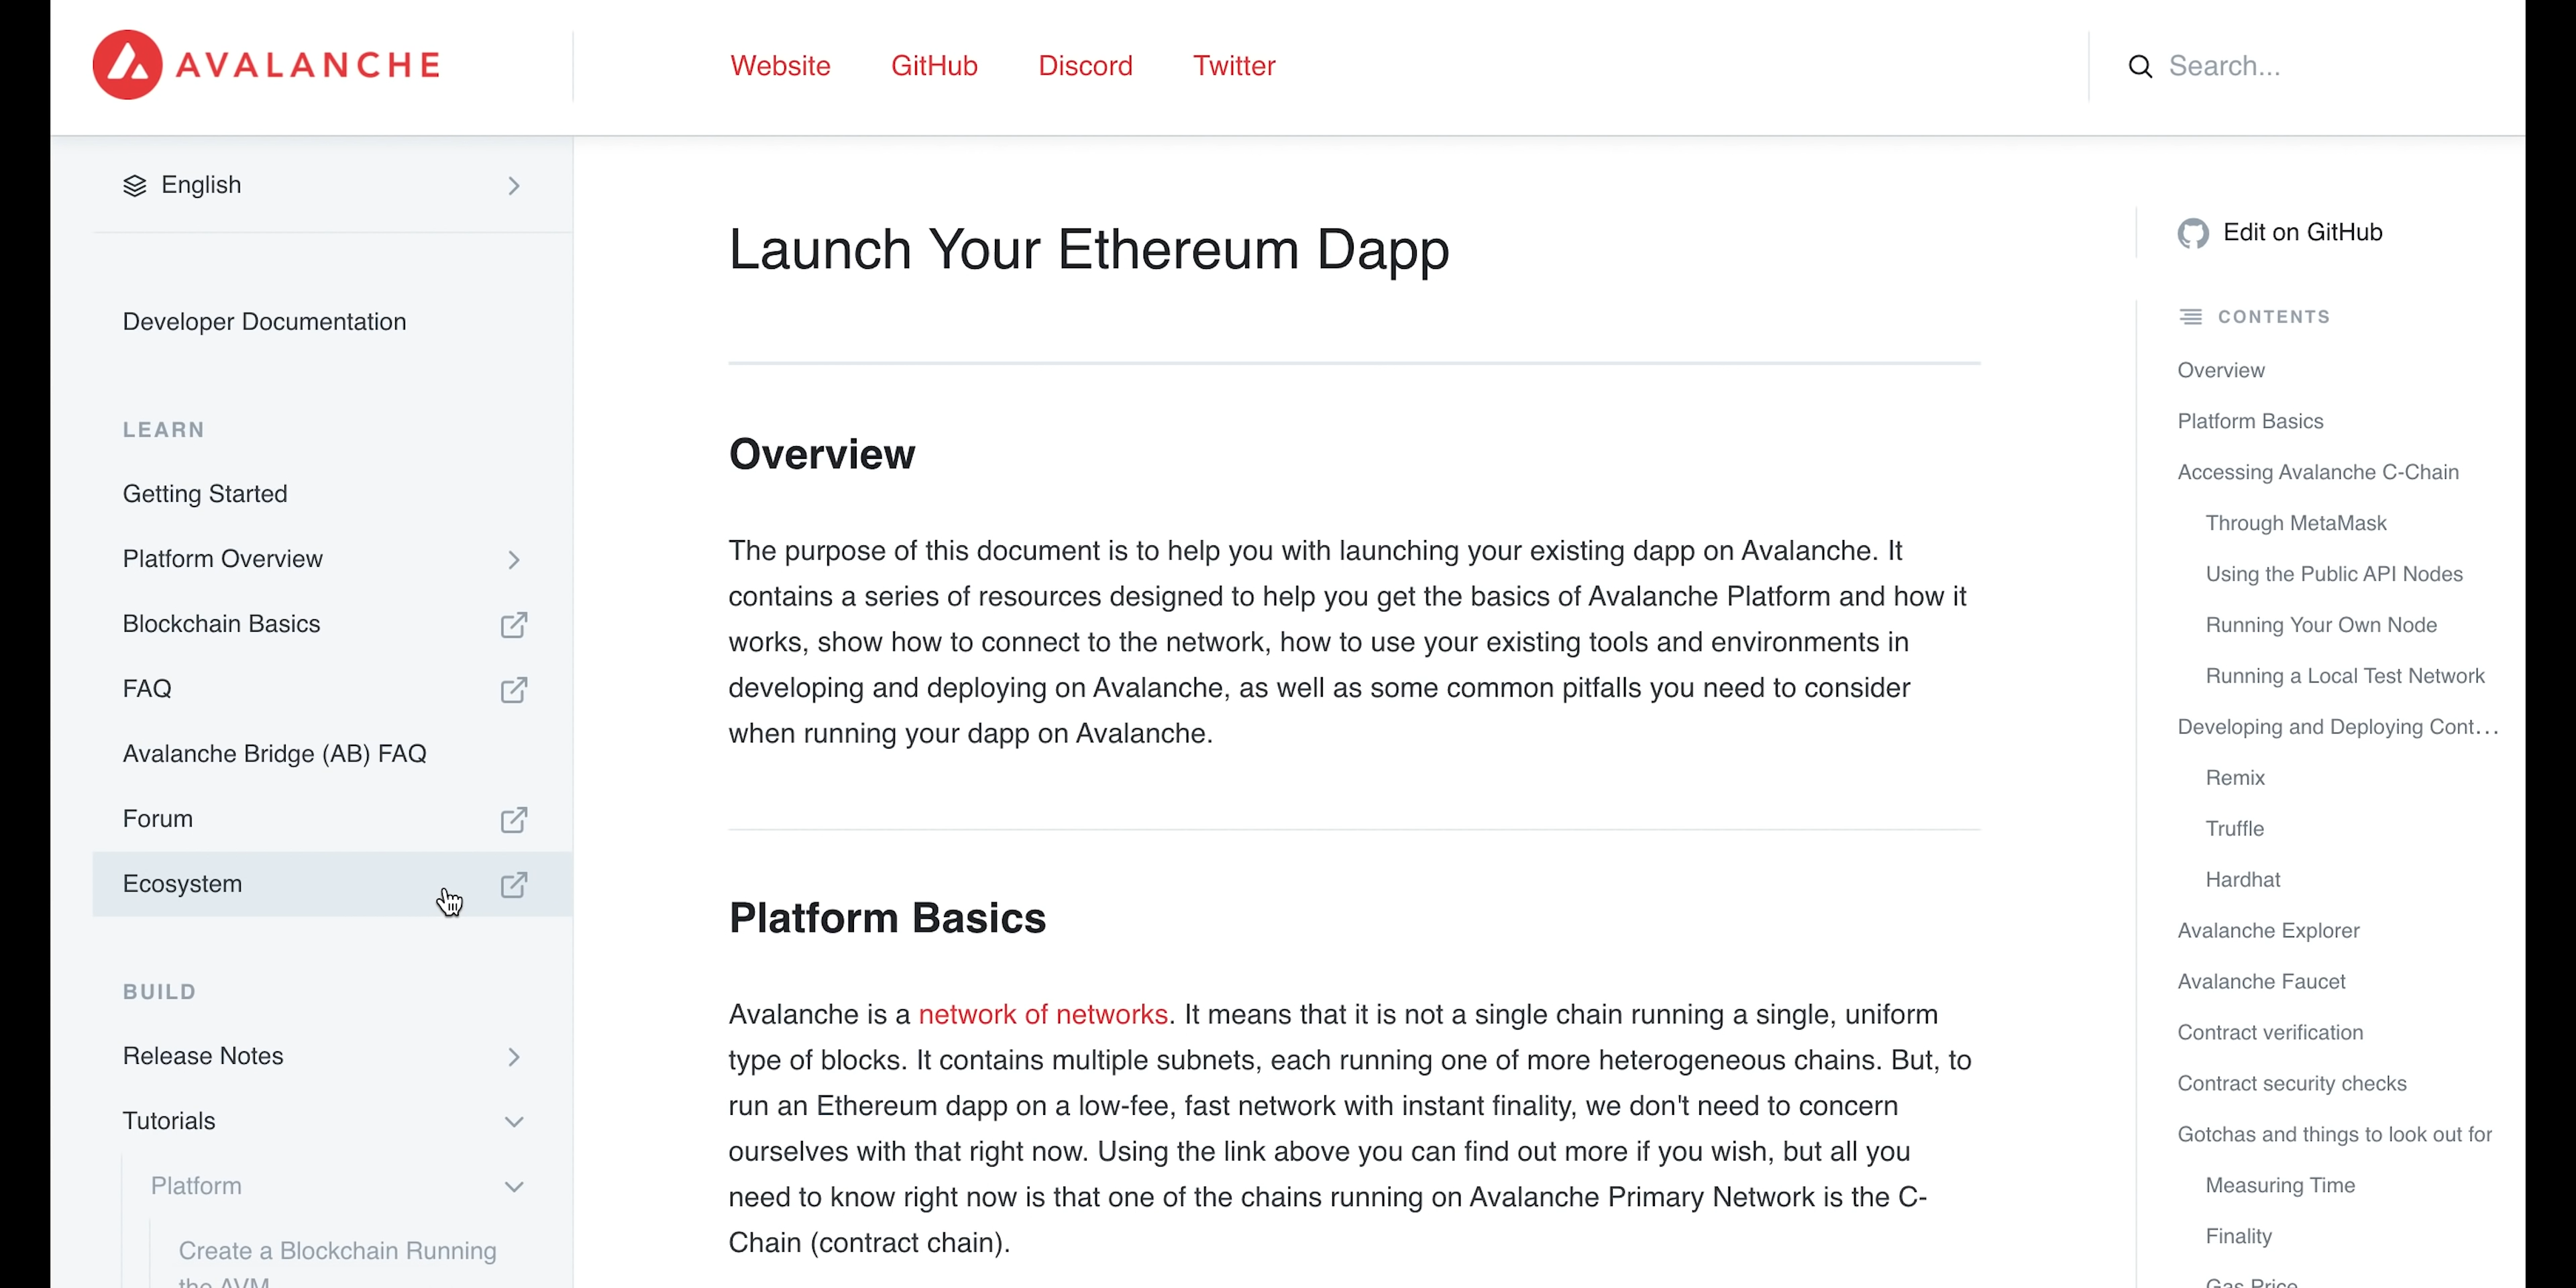 AVALANCHE
Website GitHub Discord Twitter
Search...
English
Developer Documentation
LEARN
Getting Started
Platform Overview
Blockchain Basics
FAQ
Avalanche Bridge (AB) FAQ
Forum
Ecosystem
BUILD
Release Notes
Tutorials
Platform
Create a Blockchain Running
the AVM
Launch Your Ethereum Dapp
Overview
The purpose of this document is to help you with launching your existing dapp on Avalanche. It
contains a series of resources designed to help you get the basics of Avalanche Platform and how it
works, show how to connect to the network, how to use your existing tools and environments in
developing and deploying on Avalanche, as well as some common pitfalls you need to consider
when running your dapp on Avalanche.
Platform Basics
Avalanche is a network of networks. It means that it is not a single chain running a single, uniform
type of blocks. It contains multiple subnets, each running one of more heterogeneous chains. But, to
run an Ethereum dapp on a low-fee, fast network with instant finality, we don't need to concern
ourselves with that right now. Using the link above you can find out more if you wish, but all you
need to know right now is that one of the chains running on Avalanche Primary Network is the C-
Chain (contract chain).
Edit on GitHub
CONTENTS
Overview
Platform Basics
Accessing Avalanche C-Chain
Through MetaMask
Using the Public API Nodes
Running Your Own Node
Running a Local Test Network
Developing and Deploying Cont...
Remix
Truffle
Hardhat
Avalanche Explorer
Avalanche Faucet
Contract verification
Contract security checks
Gotchas and things to look out for
Measuring Time
Finality
Gas Price